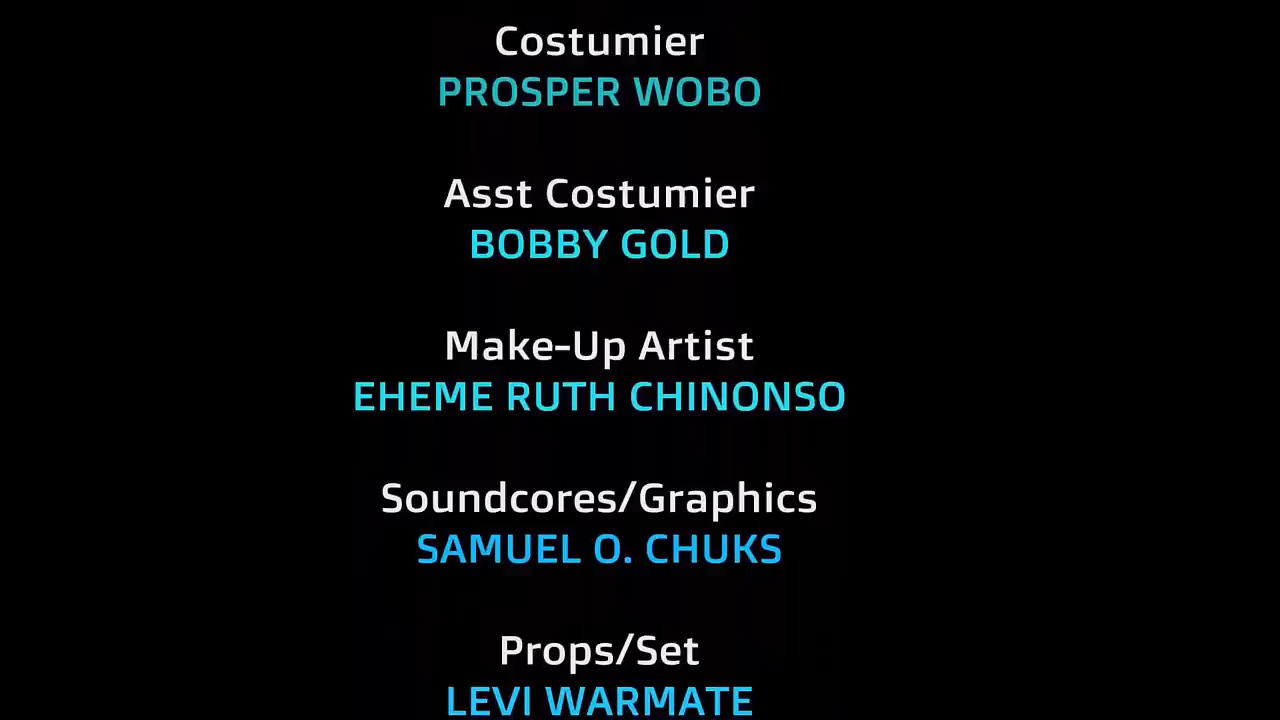 Costumier
PROSPER WOBO
Asst Costumier
BOBBY GOLD
Make-Up Artist
EHEME RUTH CHINONSO
Soundcores/Graphics
SAMUEL O. CHUKS
Props/Set
LEVI WARMATE